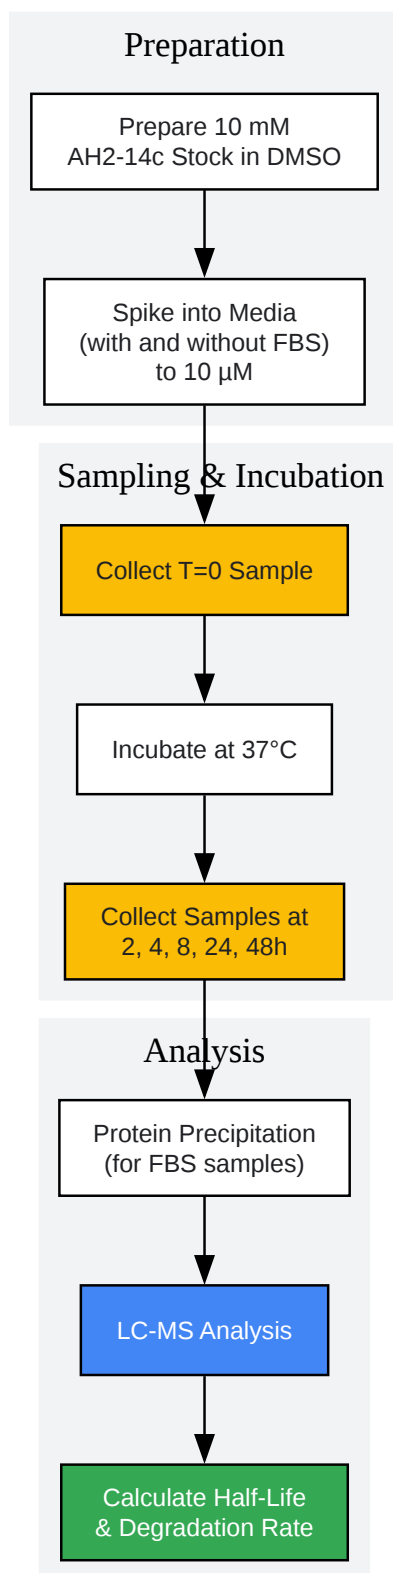 Preparation
Prepare 10 mM
AH2-14c Stock in DMSO
Spike into Media
(with and without FBS)
to 10 µM
Sampling & Incubation
Collect T=0 Sample
Incubate at 37°C
Collect Samples at
2, 4, 8, 24, 48h
Analysis
Protein Precipitation
(for FBS samples)
LC-MS Analysis
Calculate Half-Life
& Degradation Rate